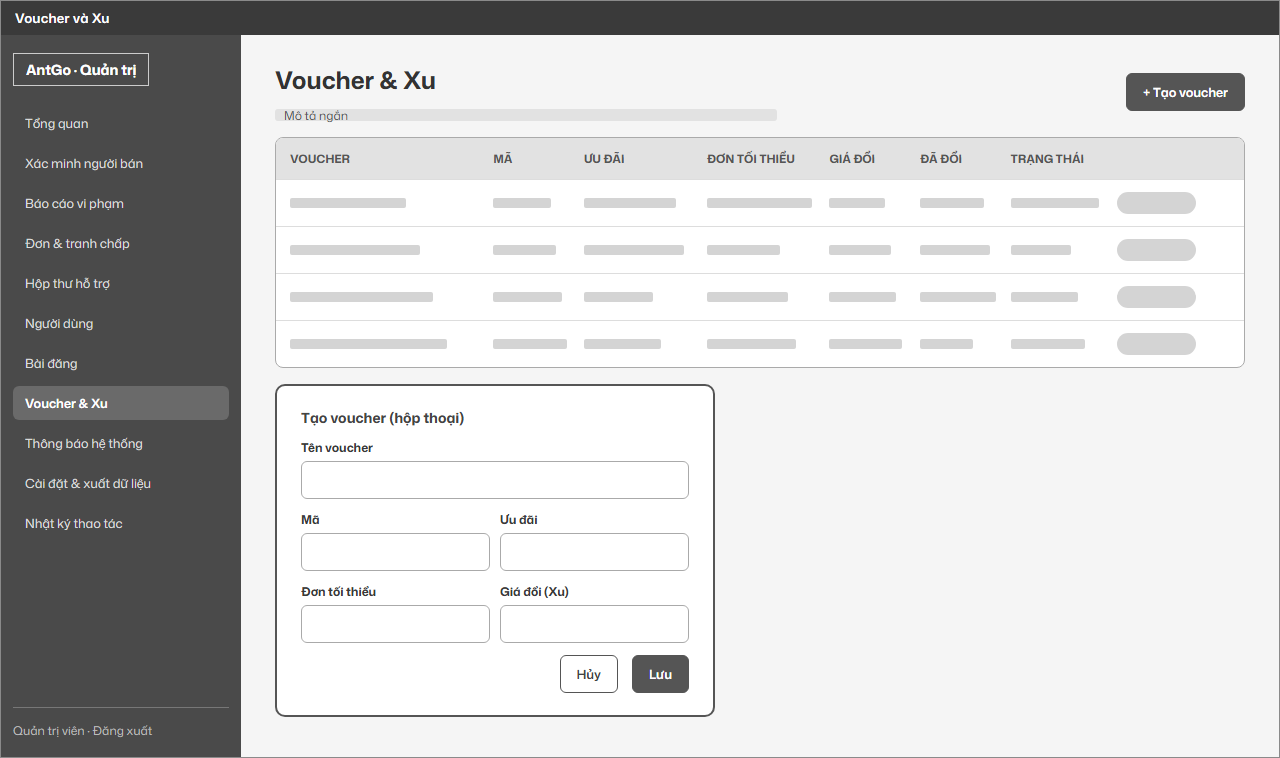 Voucher và Xu
AntGo · Quản trị
Tổng quan
Xác minh người bán
Báo cáo vi phạm
Đơn & tranh chấp
Hộp thư hỗ trợ
Người dùng
Bài đăng
Voucher & Xu
Thông báo hệ thống
Cài đặt & xuất dữ liệu
Nhật ký thao tác
Quản trị viên · Đăng xuất
Voucher & Xu
+ Tạo voucher
Mô tả ngắn
VOUCHER MÃ ƯU ĐÃI ĐƠN TỐI THIỂU GIÁ ĐỔI ĐÃ ĐỔI TRẠNG THÁI
Tạo voucher (hộp thoại)
Tên voucher
Mã Ưu đãi
Đơn tối thiểu Giá đổi (Xu)
Hủy Lưu